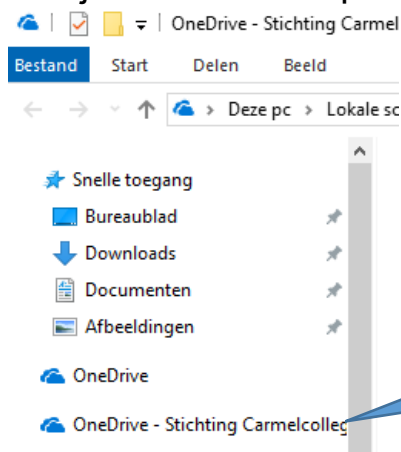 OneDrive - Stichting Carmel
Bestand Start Delen Beeld
Deze pc > Lokale sc
Snelle toegang
Bureaublad
Downloads
Documenten
Afbeeldingen
OneDrive
OneDrive - Stichting Carmelcolleg